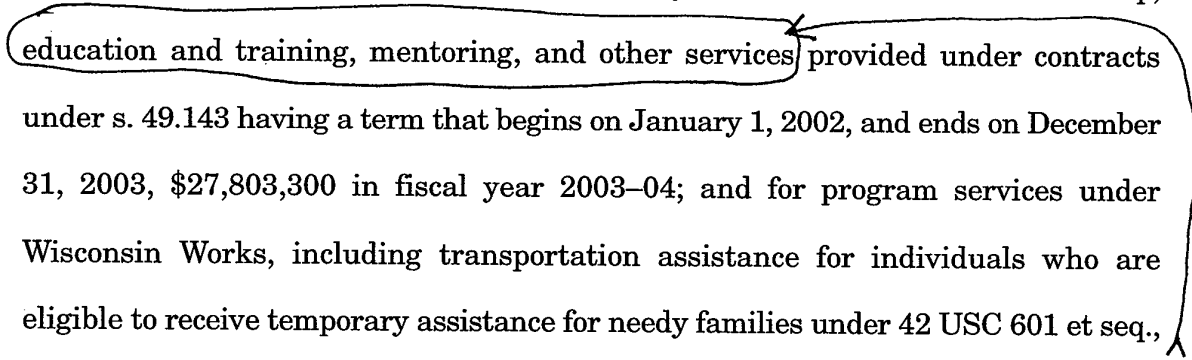 education and training, mentoring, and other services provided under contracts
under s. 49.143 having a term that begins on January 1, 2002, and ends on December
31, 2003, $27,803,300 in fiscal year 2003–04; and for program services under
Wisconsin Works, including transportation assistance for individuals who are
eligible to receive temporary assistance for needy families under 42 USC 601 et seq.,